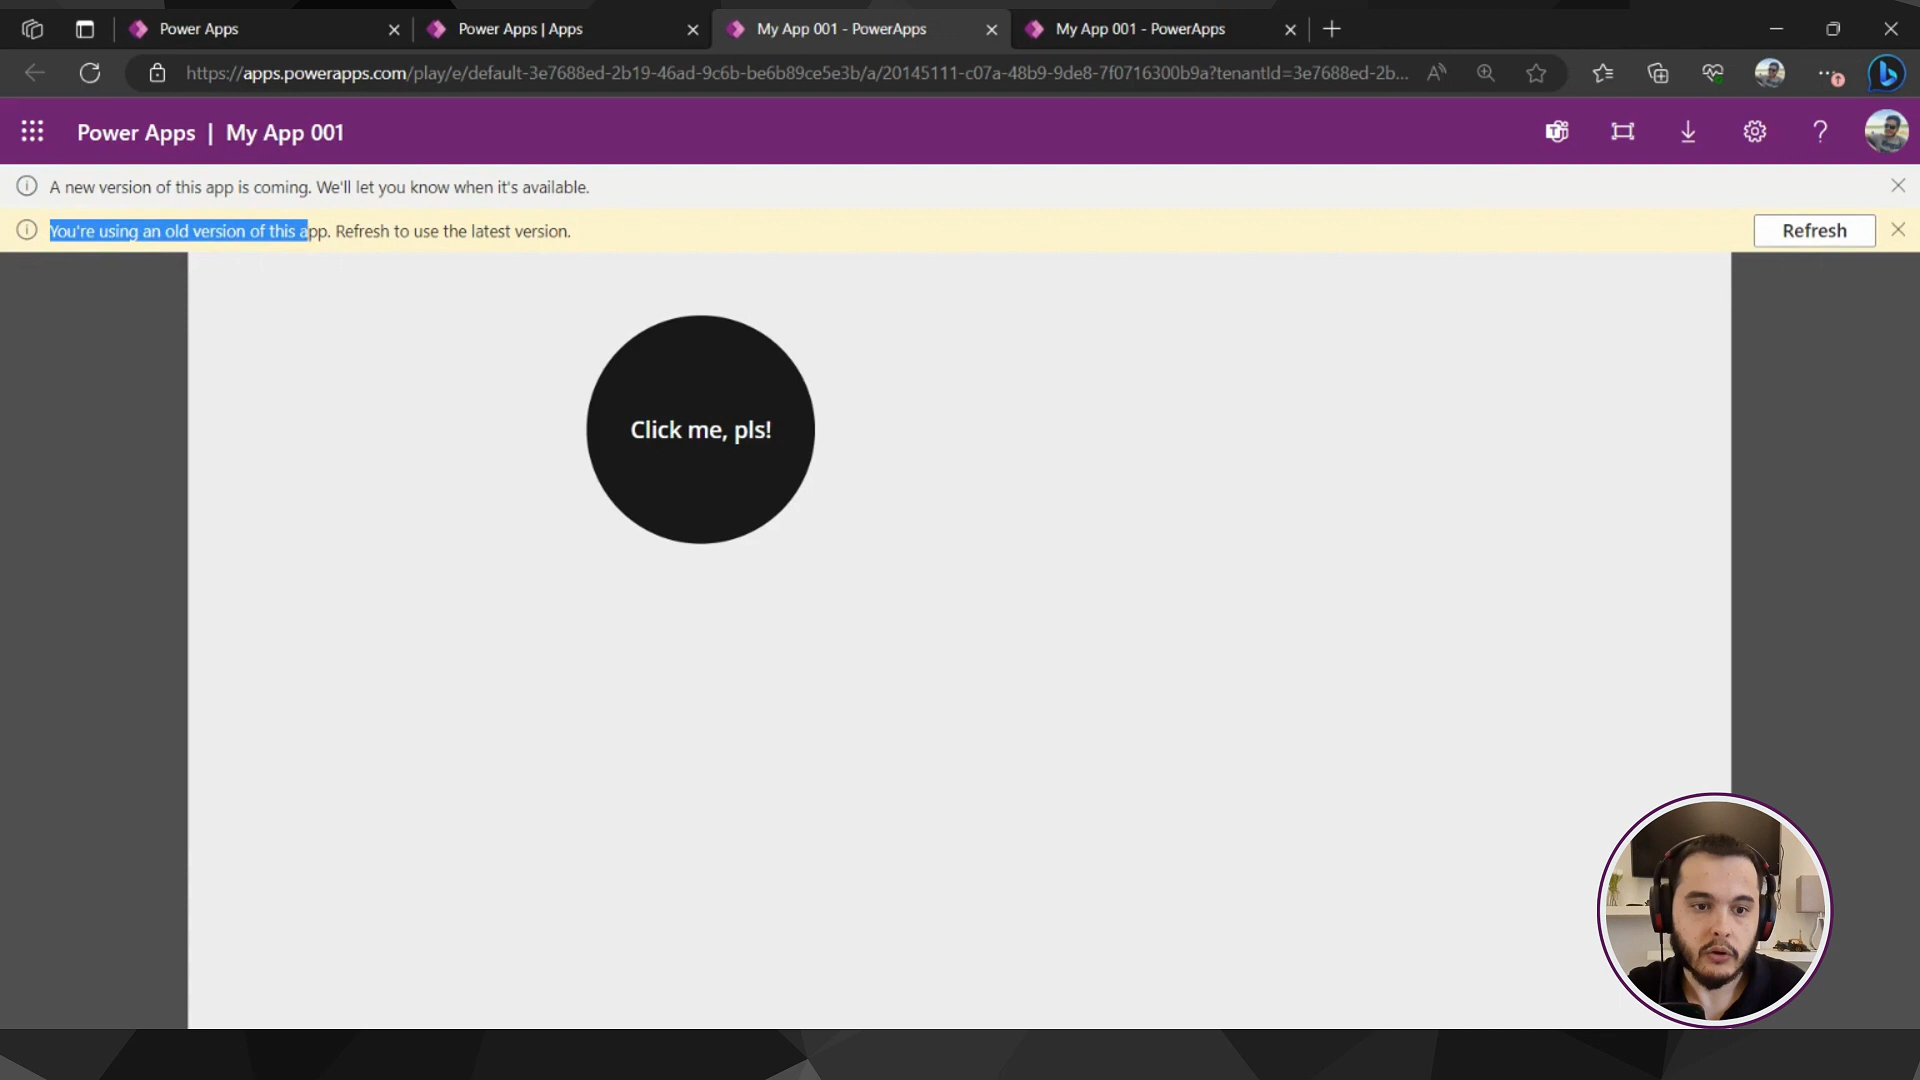 Power Apps
Power Apps | Apps
My App 001 - PowerApps
My App 001 - PowerApps
https://apps.powerapps.com/play/e/default-3e7688ed-2b19-46ad-9c6b-be6b89ce5e3b/a/20145111-c07a-48b9-9de8-7f0716300b9a?tenantId=3e7688ed-2b...
Power Apps | My App 001
A new version of this app is coming. We'll let you know when it's available.
You're using an old version of this app. Refresh to use the latest version.
Refresh
Click me, pls!